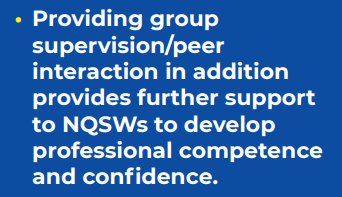 • Providing group
supervision/peer
interaction in addition
provides further support
to NQSWs to develop
professional competence
and confidence.